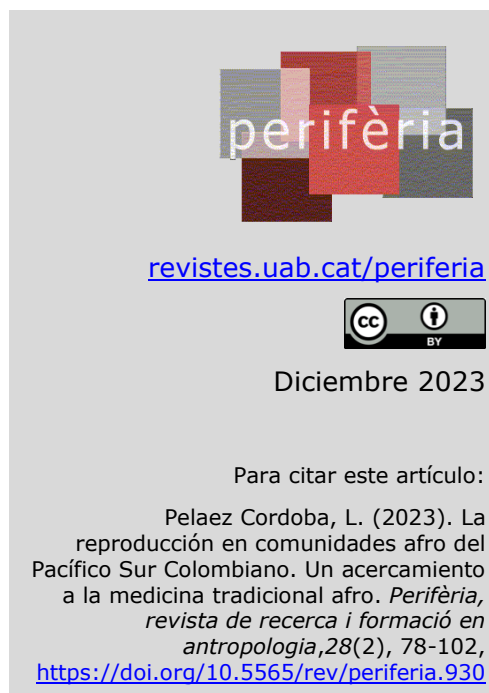 perifèria
revistes.uab.cat/periferia
cc
BY
Diciembre 2023
Para citar este artículo:
Pelaez Cordoba, L. (2023). La
reproducción en comunidades afro del
Pacífico Sur Colombiano. Un acercamiento
a la medicina tradicional afro. Perifèria,
revista de recerca i formació en
antropologia,28(2), 78-102,
https://doi.org/10.5565/rev/periferia.930